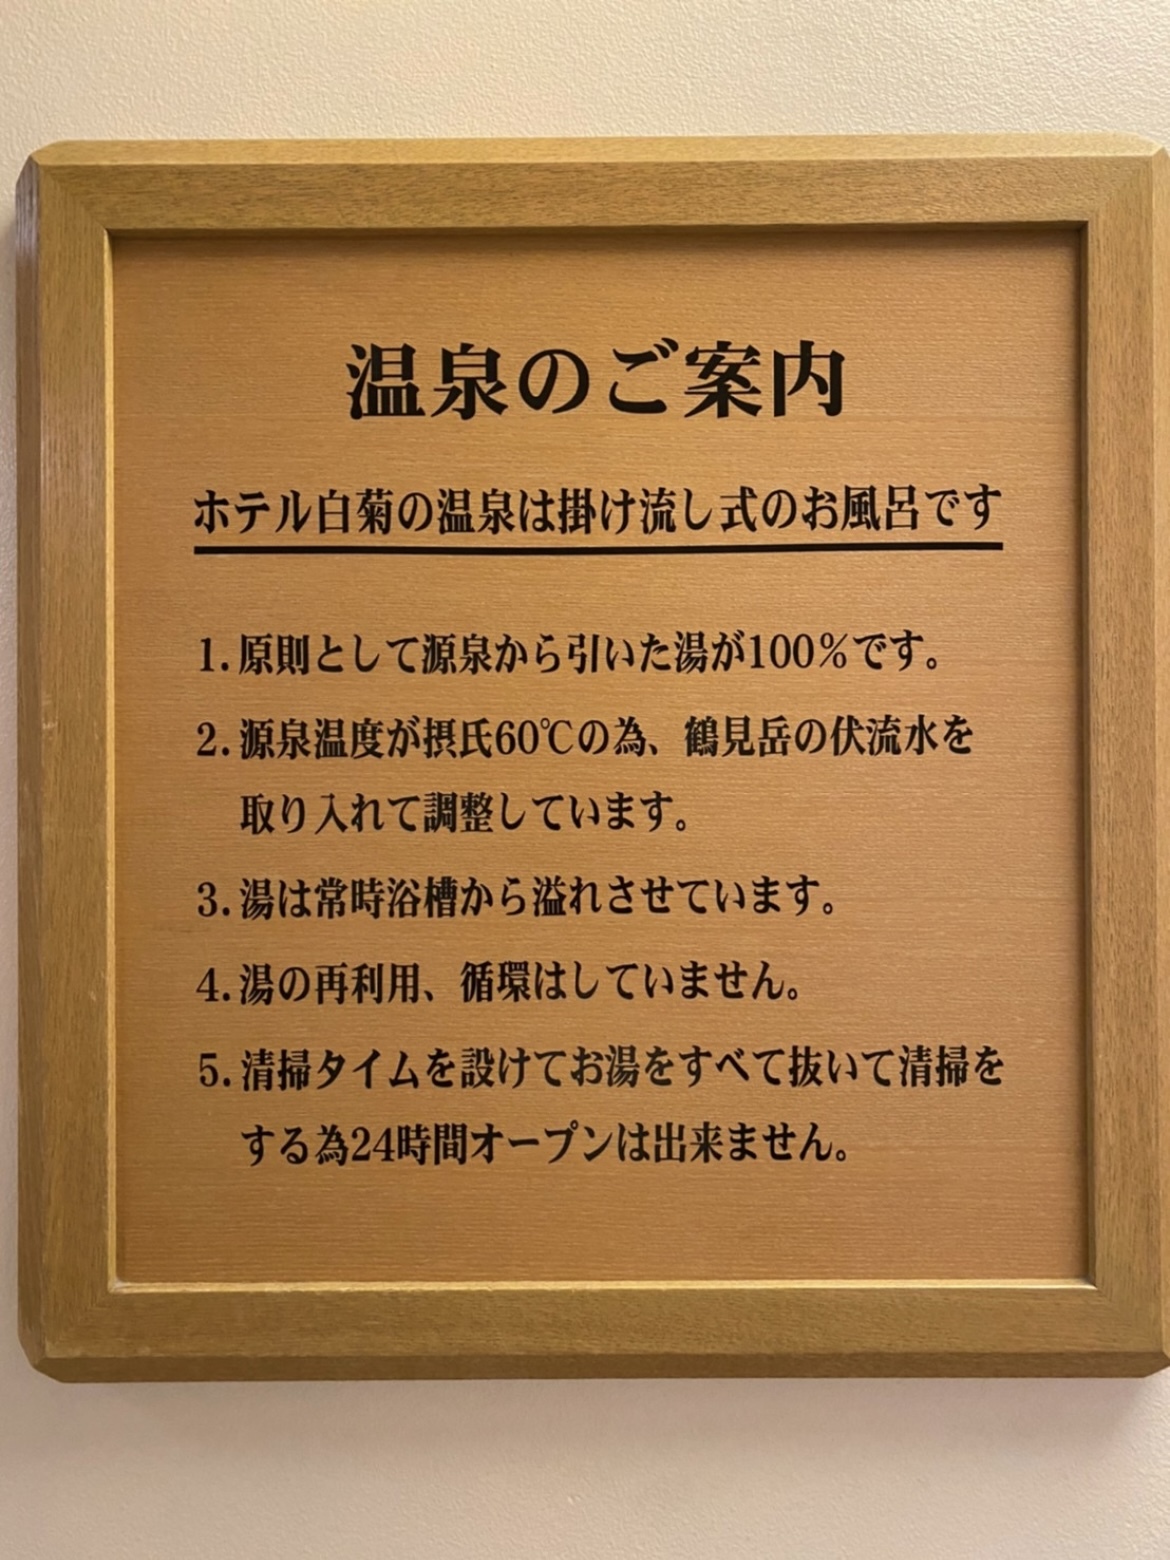 温泉のご案内
ホテル白菊の温泉は掛け流し式のお風呂です
1. 原則として源泉から引いた湯が100%です。
2. 源泉温度が摂氏60℃の為、鶴見岳の伏流水を
取り入れて調整しています。
3. 湯は常時浴槽から溢れさせています。
4. 湯の再利用、循環はしていません。
5. 清掃タイムを設けてお湯をすべて抜いて清掃を
する為24時間オープンは出来ません。